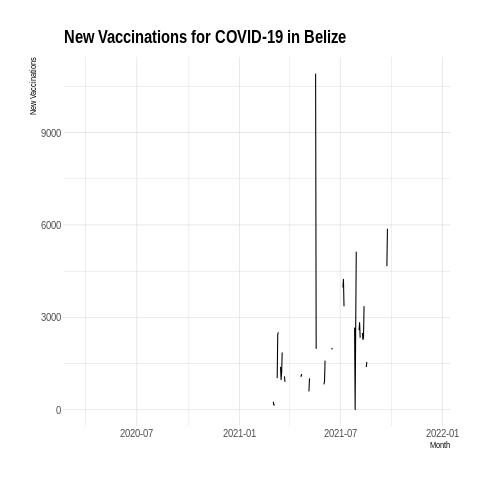 New Vaccinations for COVID-19 in Belize
New Vaccinations
9000
6000
3000
0
2020-07
2021-01
2021-07
2022-01
Month